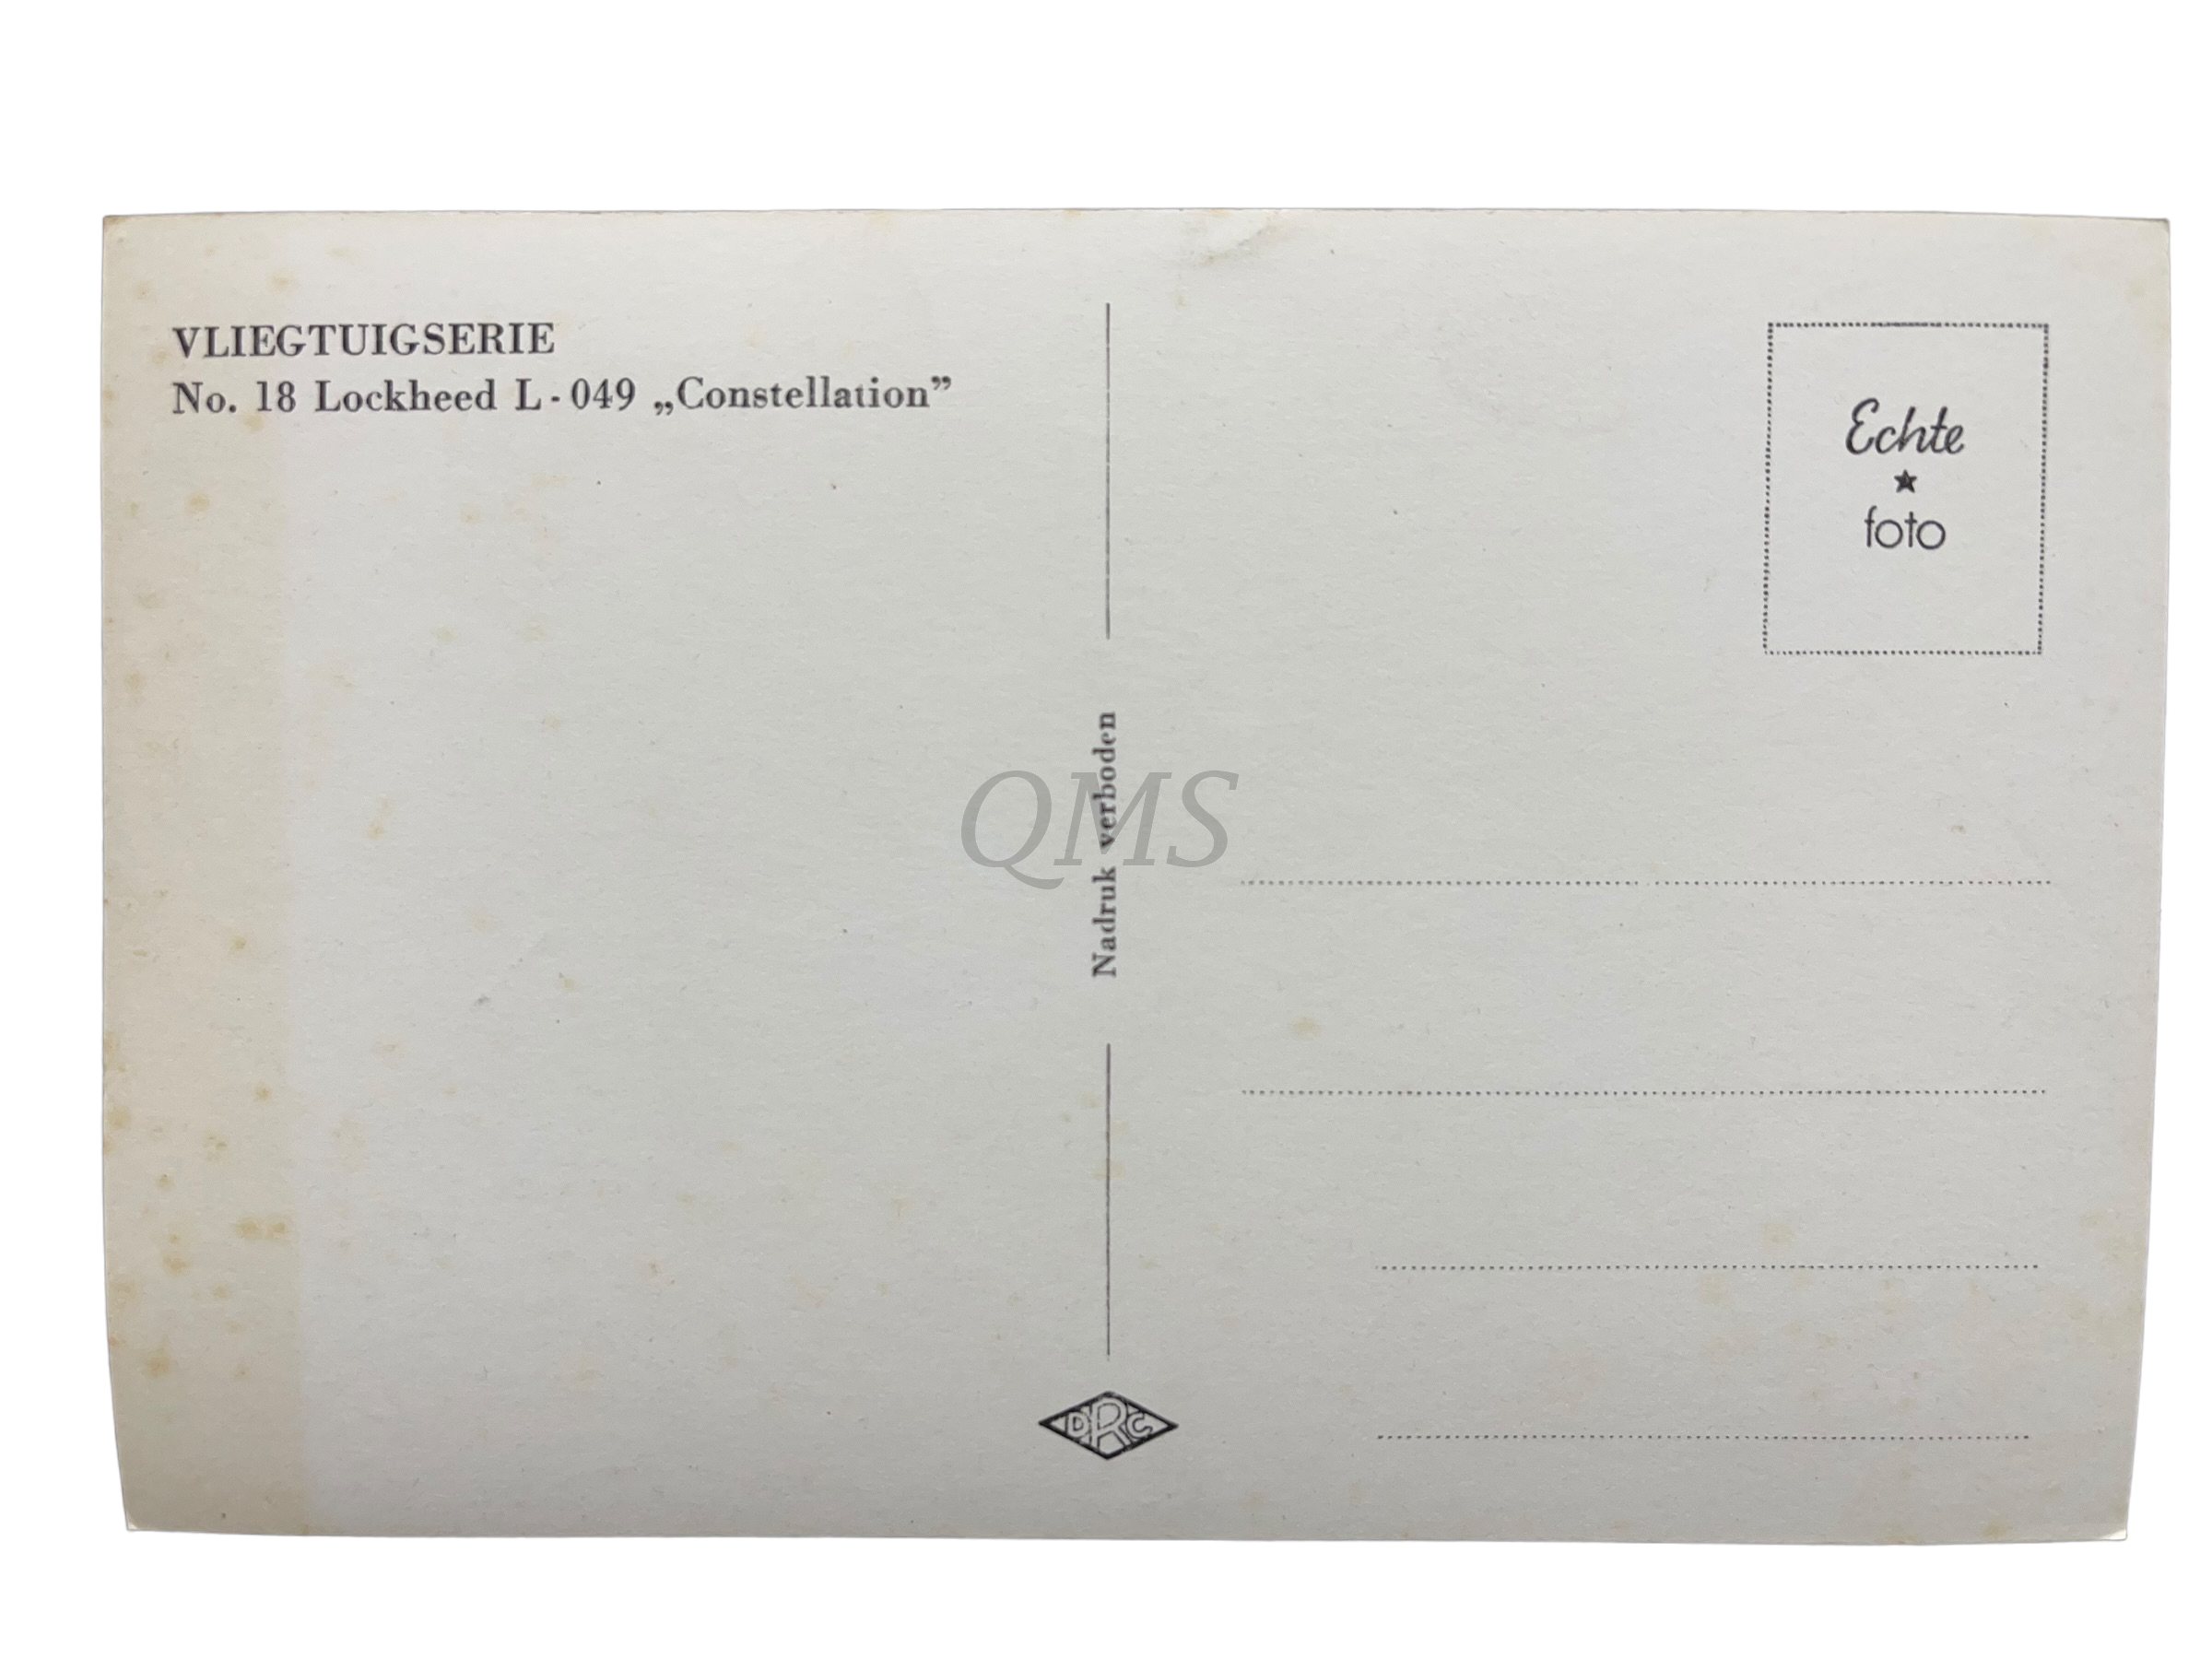 VLIEGTUIGSERIE
No. 18 Lockheed L - 049 „Constellation”
Echte
★
foto
Nadruk verboden
QMS
DRC